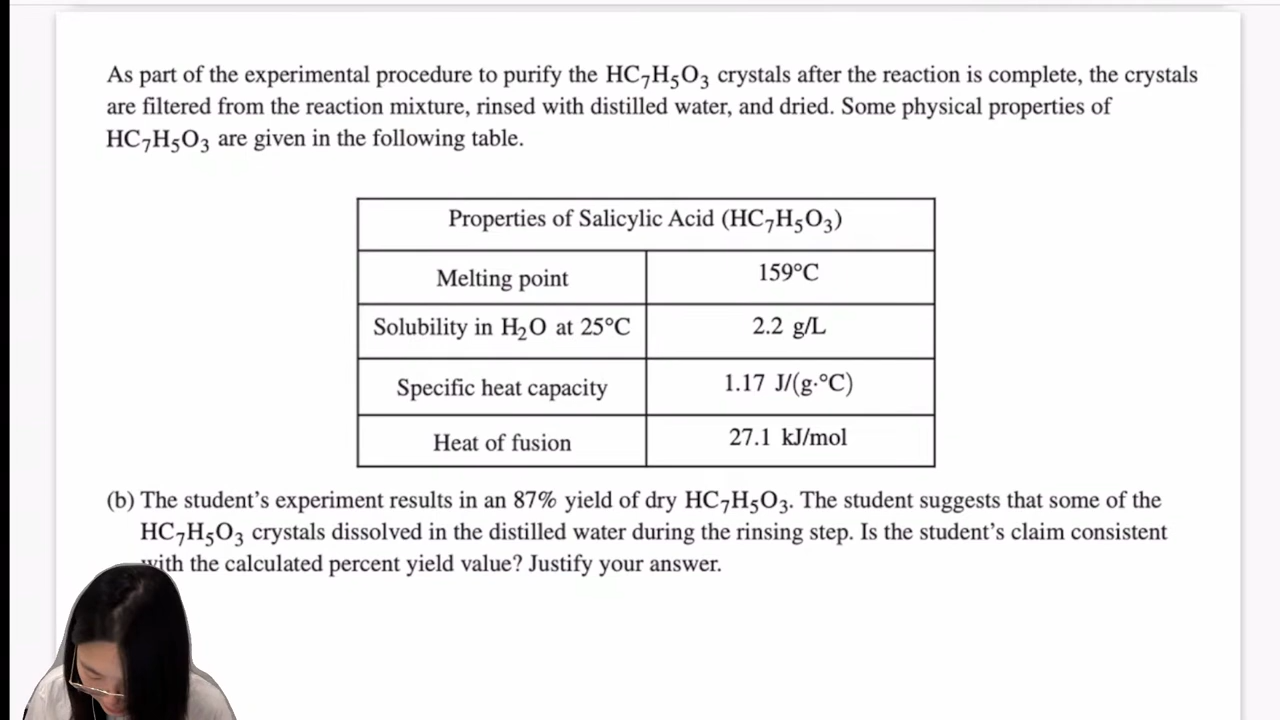 As part of the experimental procedure to purify the HC₇H₅O₃ crystals after the reaction is complete, the crystals
are filtered from the reaction mixture, rinsed with distilled water, and dried. Some physical properties of
HC₇H₅O₃ are given in the following table.
Properties of Salicylic Acid (HC₇H₅O₃)
Melting point 159°C
Solubility in H₂O at 25°C 2.2 g/L
Specific heat capacity 1.17 J/(g·°C)
Heat of fusion 27.1 kJ/mol
(b) The student's experiment results in an 87% yield of dry HC₇H₅O₃. The student suggests that some of the
HC₇H₅O₃ crystals dissolved in the distilled water during the rinsing step. Is the student's claim consistent
with the calculated percent yield value? Justify your answer.